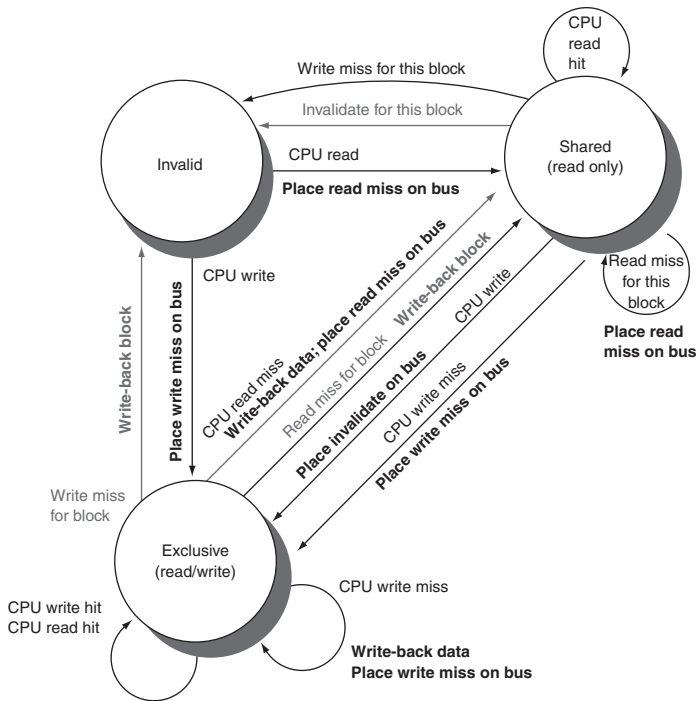 CPU
read
hit
Write miss for this block
Invalidate for this block
Invalid
Shared
(read only)
CPU read
Place read miss on bus
CPU write
Place write miss on bus
Write-back block
Write miss
for block
CPU read miss
Write-back data; place read miss on bus
Read miss for block
Write-back block
CPU write
Place invalidate on bus
CPU write miss
Place write miss on bus
Read miss
for this
block
Place read
miss on bus
Exclusive
(read/write)
CPU write hit
CPU read hit
CPU write miss
Write-back data
Place write miss on bus